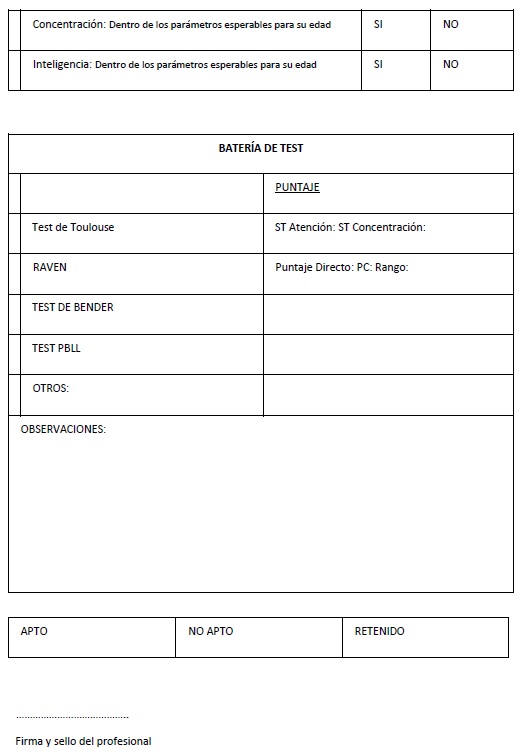 Concentración: Dentro de los parámetros esperables para su edad SI NO
Inteligencia: Dentro de los parámetros esperables para su edad SI NO
BATERÍA DE TEST
PUNTAJE
Test de Toulouse ST Atención: ST Concentración:
RAVEN Puntaje Directo: PC: Rango:
TEST DE BENDER
TEST PBLL
OTROS:
OBSERVACIONES:
APTO NO APTO RETENIDO
………………………………..
Firma y sello del profesional